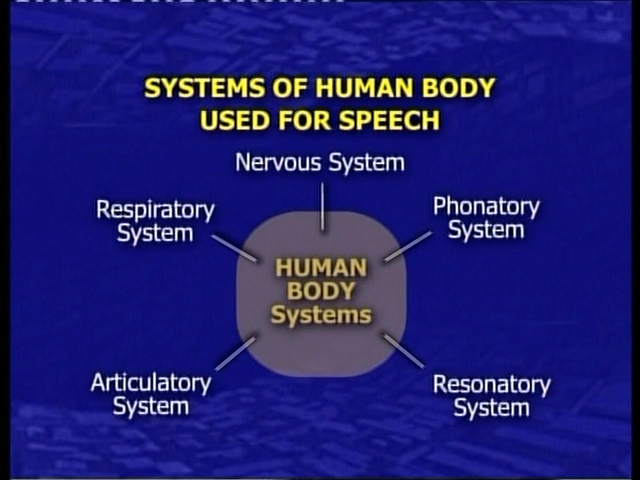 SYSTEMS OF HUMAN BODY
USED FOR SPEECH
Nervous System
Respiratory
System
Phonatory
System
HUMAN
BODY
Systems
Articulatory
System
Resonatory
System